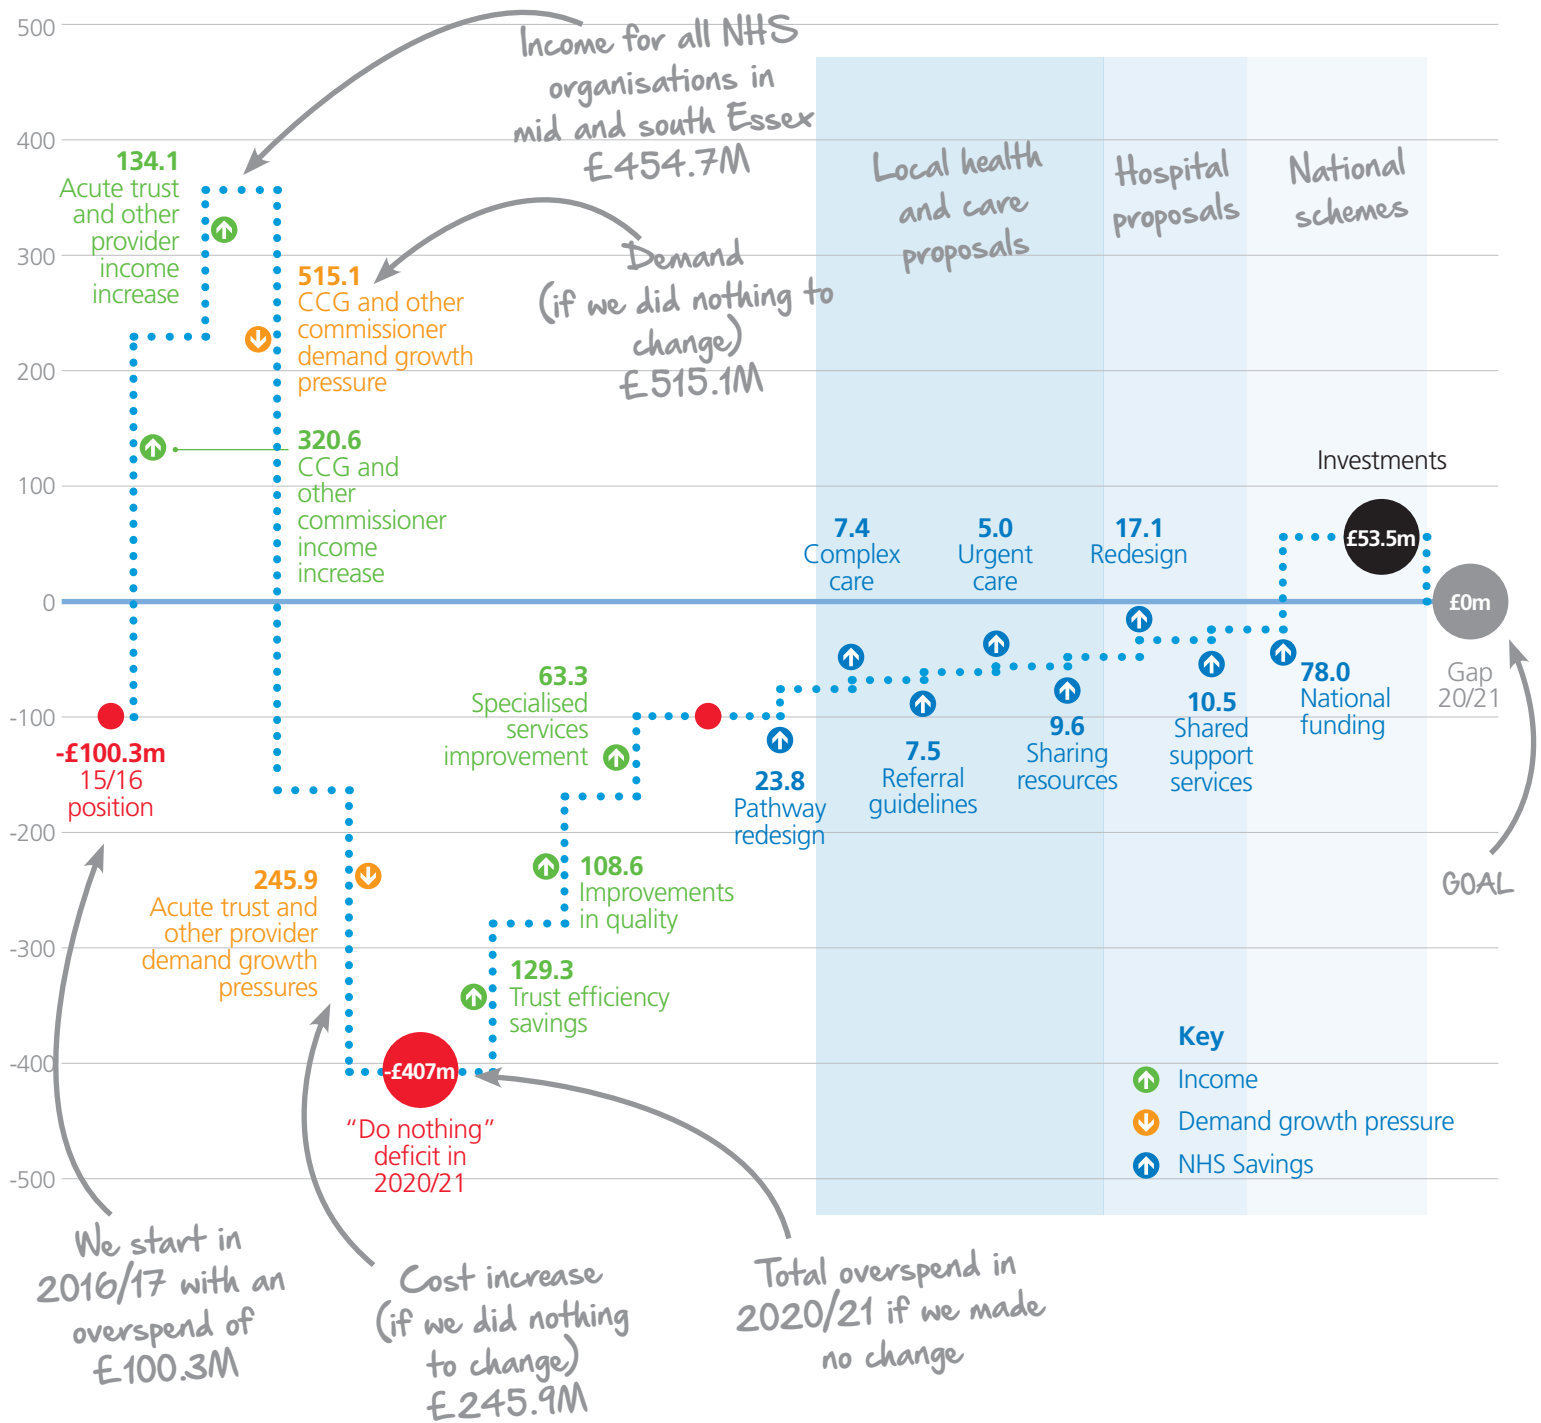 500
400
300
200
100
0
-100
-200
-300
-400
-500
Income for all NHS
organisations in
mid and south Essex
£454.7M
134.1
Acute trust
and other
provider
income
increase
515.1
CCG and other
commissioner
demand growth
pressure
Demand
(if we did nothing to
change)
£515.1M
320.6
CCG and
other
commissioner
income
increase
Local health
and care
proposals
Hospital
proposals
National
schemes
-£100.3m
15/16
position
245.9
Acute trust and
other provider
demand growth
pressures
-£407m
“Do nothing”
deficit in
2020/21
129.3
Trust efficiency
savings
108.6
Improvements
in quality
63.3
Specialised
services
improvement
23.8
Pathway
redesign
7.4
Complex
care
7.5
Referral
guidelines
5.0
Urgent
care
9.6
Sharing
resources
17.1
Redesign
10.5
Shared
support
services
78.0
National
funding
Investments
£53.5m
£0m
Gap
20/21
GOAL
Key
Income
Demand growth pressure
NHS Savings
We start in
2016/17 with an
overspend of
£100.3M
Cost increase
(if we did nothing
to change)
£245.9M
Total overspend in
2020/21 if we made
no change